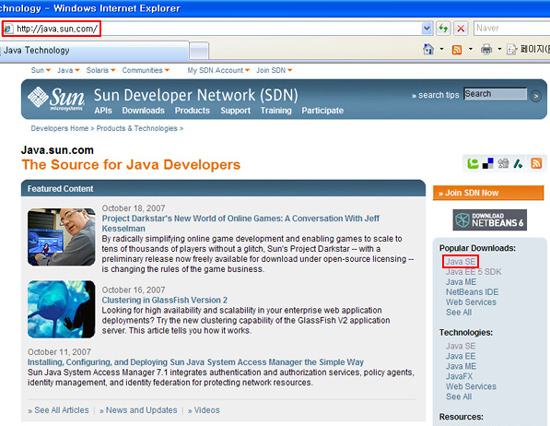 chnology - Windows Internet Explorer
http://java.sun.com/
Naver
Java Technology
페이지(
Sun Java Solaris Communities My SDN Account Join SDN
Sun
microsystems
Sun Developer Network (SDN)
» search tips Search
APIs Downloads Products Support Training Participate
Developers Home > Products & Technologies >
Java.sun.com
The Source for Java Developers
Featured Content
October 18, 2007
Project Darkstar's New World of Online Games: A Conversation With Jeff
Kesselman
By radically simplifying online game development and enabling games to scale to
tens of thousands of players without a glitch, Sun's Project Darkstar -- with a
preliminary release now freely available for download under open-source licensing --
is changing the rules of the game business.
October 16, 2007
Clustering in GlassFish Version 2
Looking for high availability and scalability in your enterprise web application
deployments? Try the new clustering capability of the GlassFish V2 application
server. This article tells you how it works.
October 11, 2007
Installing, Configuring, and Deploying Sun Java System Access Manager the Simple Way
Sun Java System Access Manager 7.1 integrates authentication and authorization services, policy agents,
identity management, and identity federation for protecting network resources.
» See All Articles | » News and Updates | » Videos
» Join SDN Now
DOWNLOAD
NETBEANS 6
Popular Downloads:
Java SE
Java EE 5 SDK
Java ME
NetBeans IDE
Web Services
See All
Technologies:
Java SE
Java EE
Java ME
JavaFX
Web Services
See All
Resources: